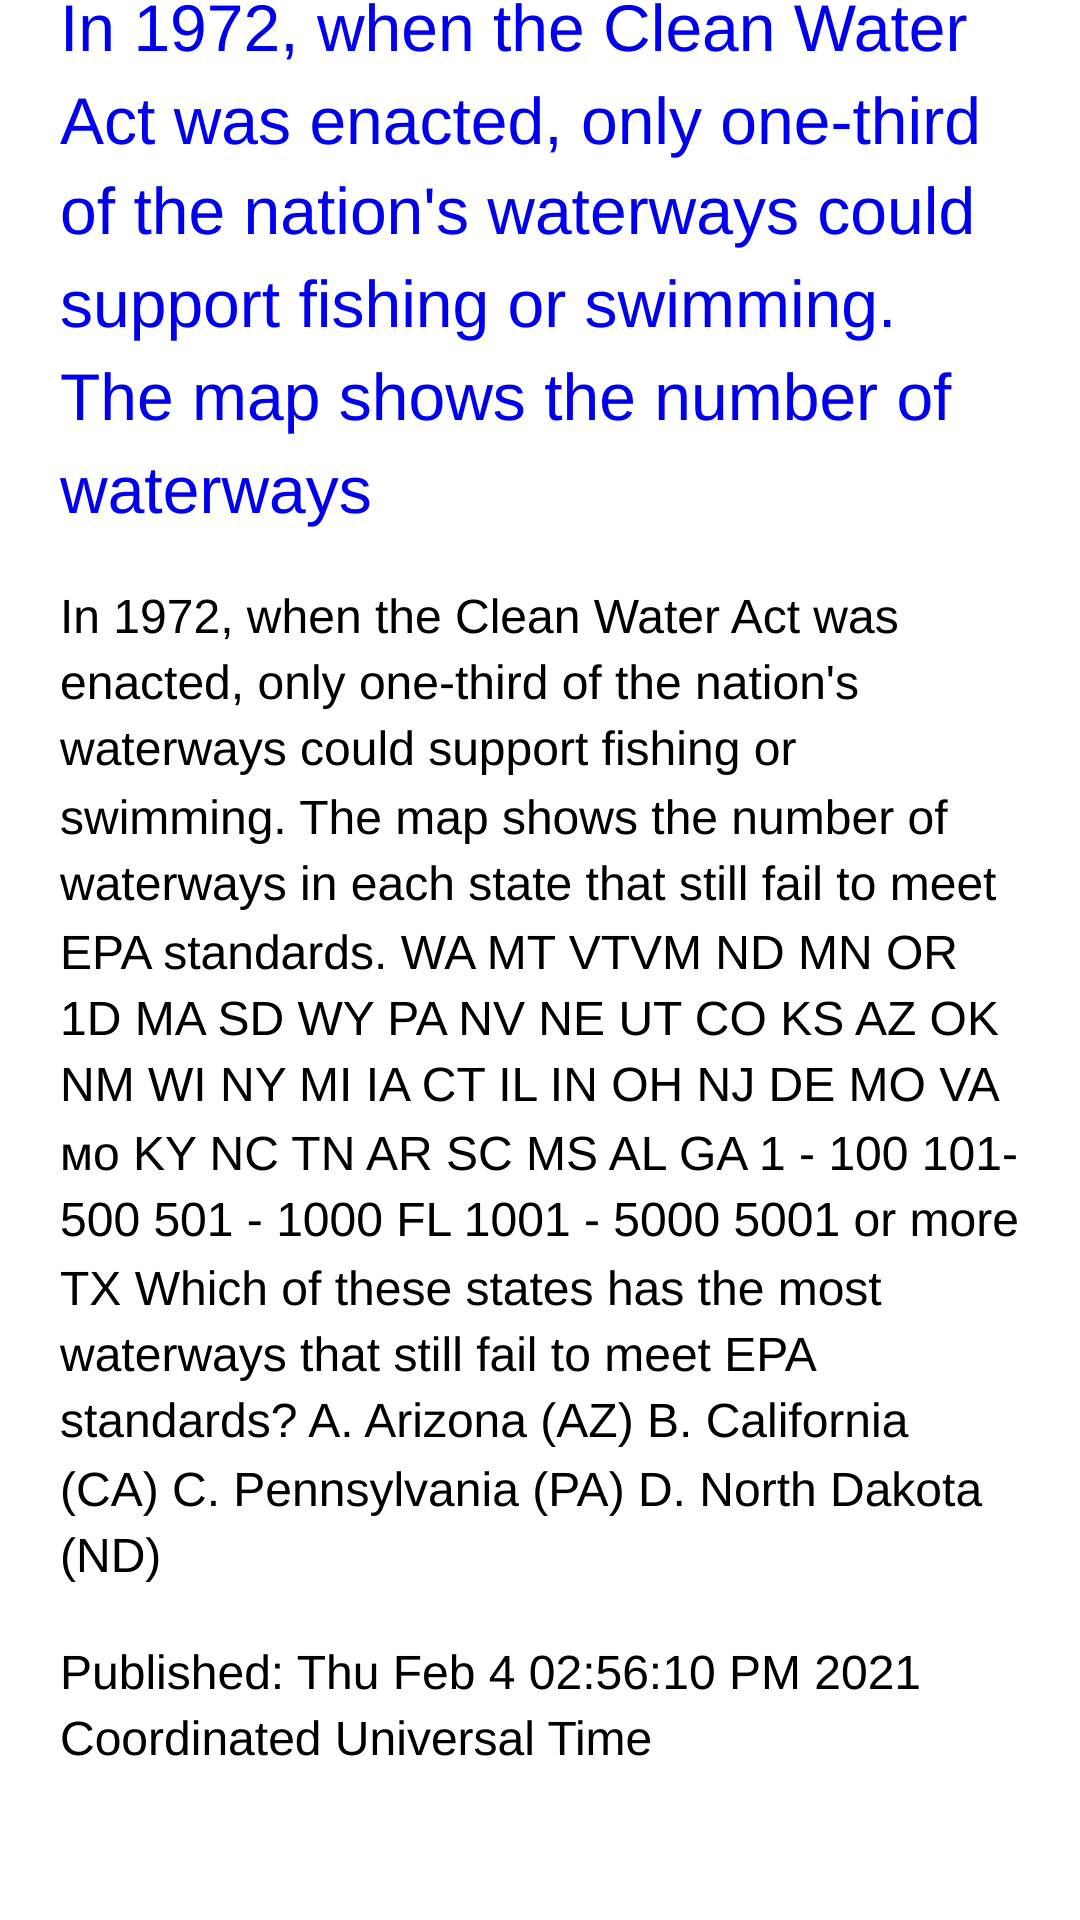 In 1972, when the Clean Water
Act was enacted, only one-third
of the nation's waterways could
support fishing or swimming.
The map shows the number of
waterways
In 1972, when the Clean Water Act was
enacted, only one-third of the nation's
waterways could support fishing or
swimming. The map shows the number of
waterways in each state that still fail to meet
EPA standards. WA MT VTVM ND MN OR
1D MA SD WY PA NV NE UT CO KS AZ OK
NM WI NY MI IA CT IL IN OH NJ DE MO VA
мо KY NC TN AR SC MS AL GA 1 - 100 101-
500 501 - 1000 FL 1001 - 5000 5001 or more
TX Which of these states has the most
waterways that still fail to meet EPA
standards? A. Arizona (AZ) B. California
(CA) C. Pennsylvania (PA) D. North Dakota
(ND)
Published: Thu Feb 4 02:56:10 PM 2021
Coordinated Universal Time